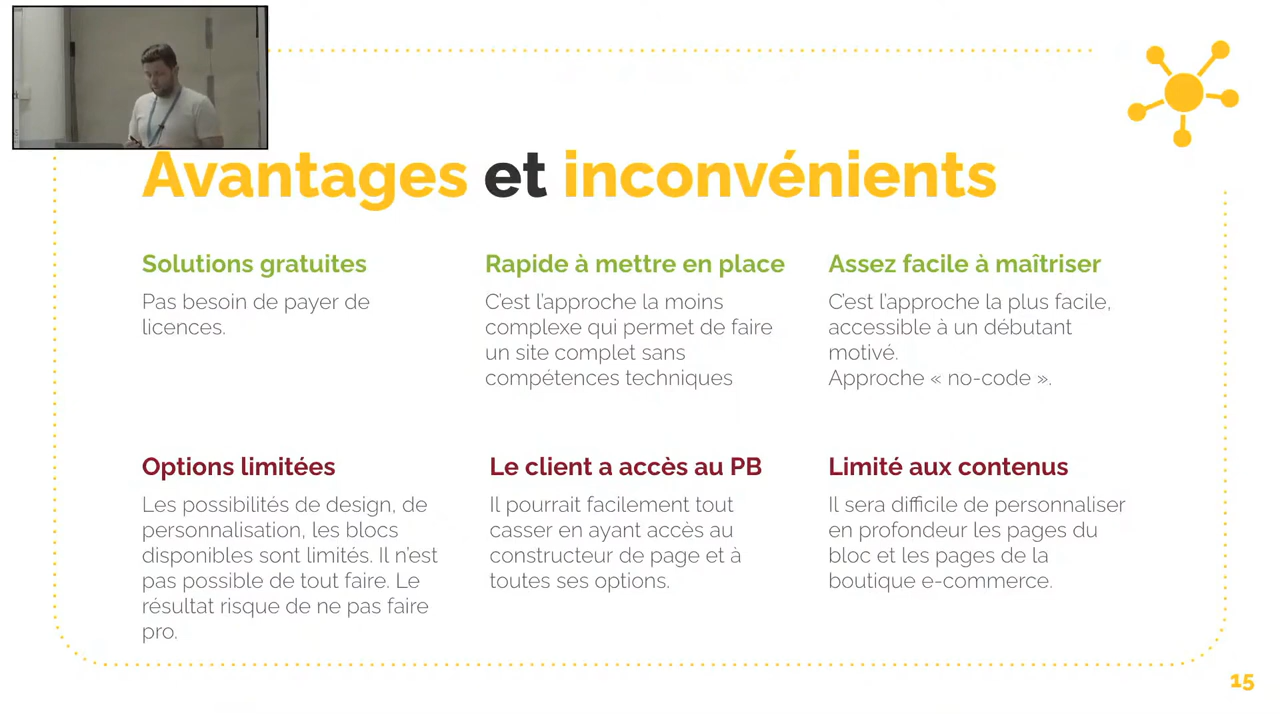 Avantages et inconvénients
Solutions gratuites
Pas besoin de payer de
licences.
Rapide à mettre en place
C'est l'approche la moins
complexe qui permet de faire
un site complet sans
compétences techniques
Assez facile à maîtriser
C'est l'approche la plus facile,
accessible à un débutant
motivé.
Approche « no-code ».
Options limitées
Les possibilités de design, de
personnalisation, les blocs
disponibles sont limités. Il n'est
pas possible de tout faire. Le
résultat risque de ne pas faire
pro.
Le client a accès au PB
Il pourrait facilement tout
casser en ayant accès au
constructeur de page et à
toutes ses options.
Limité aux contenus
Il sera difficile de personnaliser
en profondeur les pages du
bloc et les pages de la
boutique e-commerce.
15